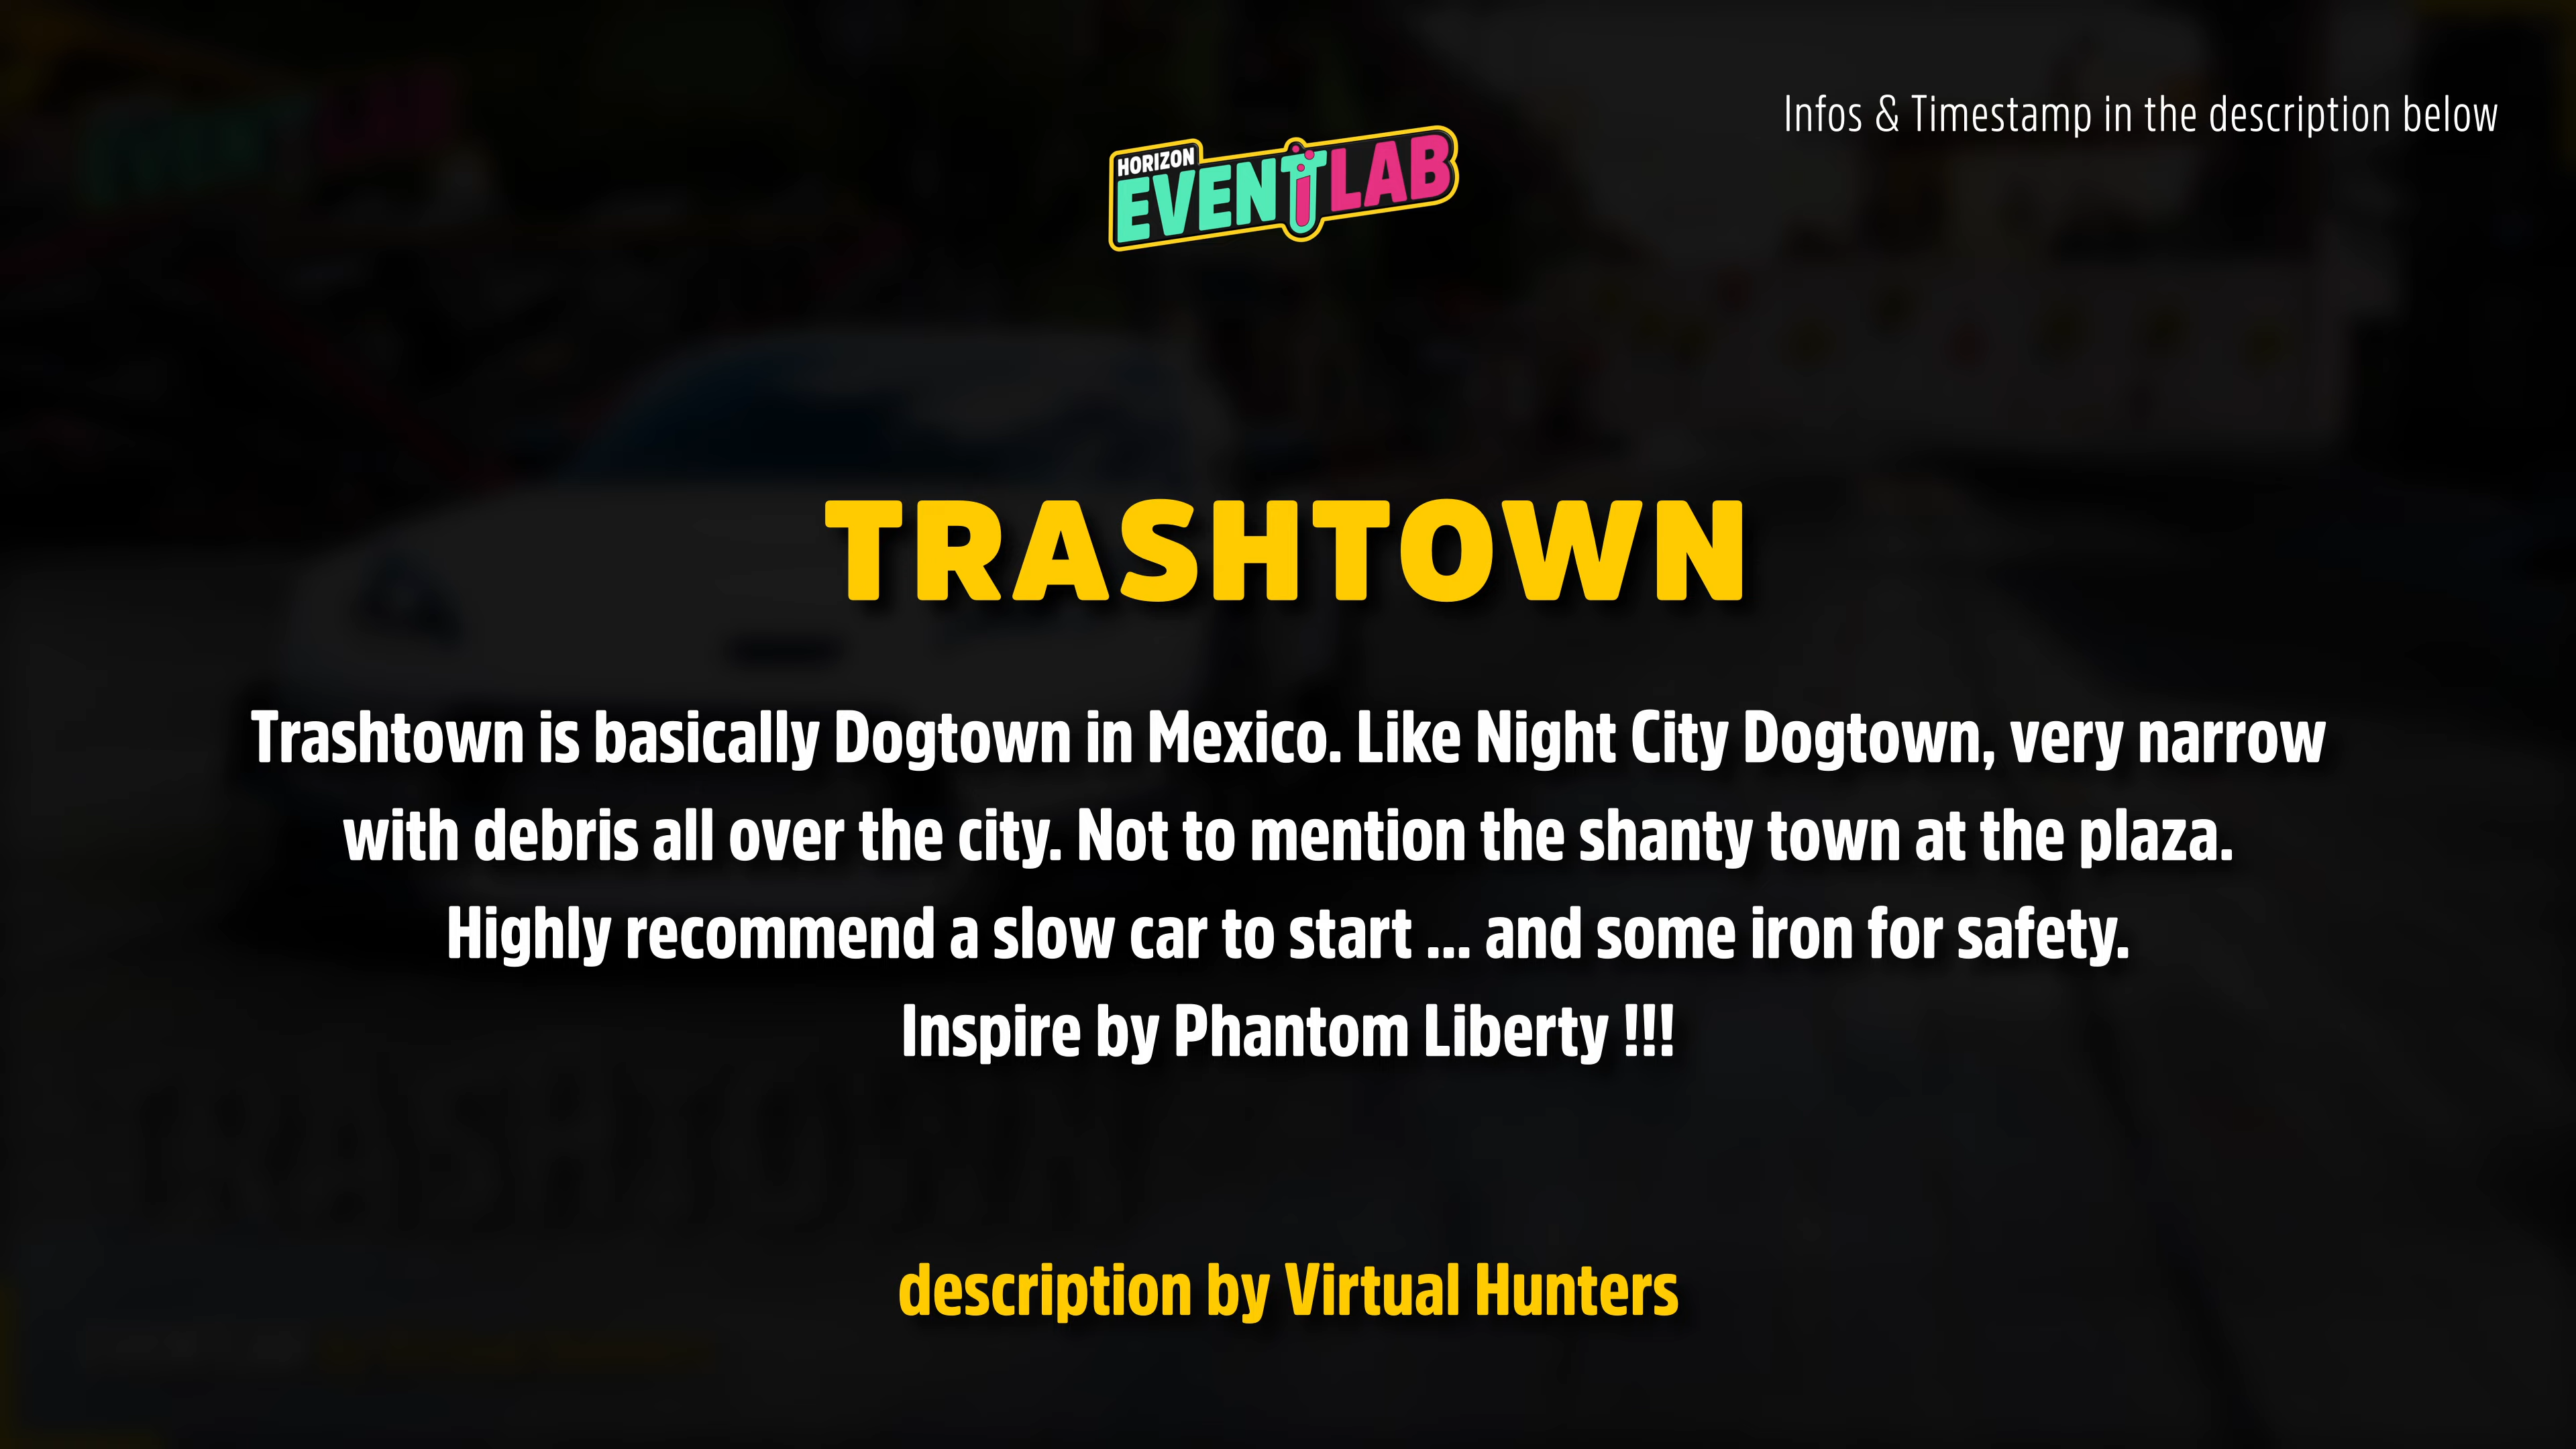 Infos & Timestamp in the description below
HORIZON
EVENTLAB
TRASHTOWN
Trashtown is basically Dogtown in Mexico. Like Night City Dogtown, very narrow
with debris all over the city. Not to mention the shanty town at the plaza.
Highly recommend a slow car to start ... and some iron for safety.
Inspire by Phantom Liberty !!!
TRASHTOWN
description by Virtual Hunters